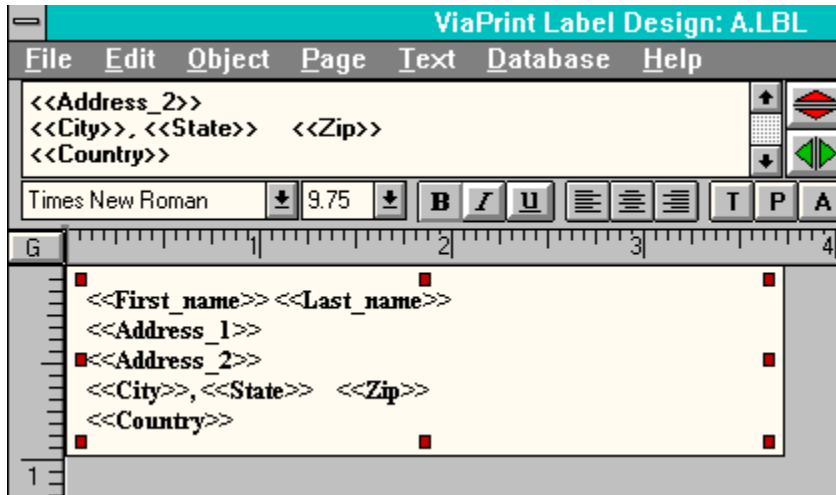 ViaPrint Label Design: A.LBL
File Edit Object Page Text Database Help
<<Address_2>>
<<City>>, <<State>> <<Zip>>
<<Country>>
Times New Roman 9.75 B I U T P A
G 1 2 3 4
<<First_name>> <<Last_name>>
<<Address_1>>
<<Address_2>>
<<City>>, <<State>> <<Zip>>
<<Country>>
1